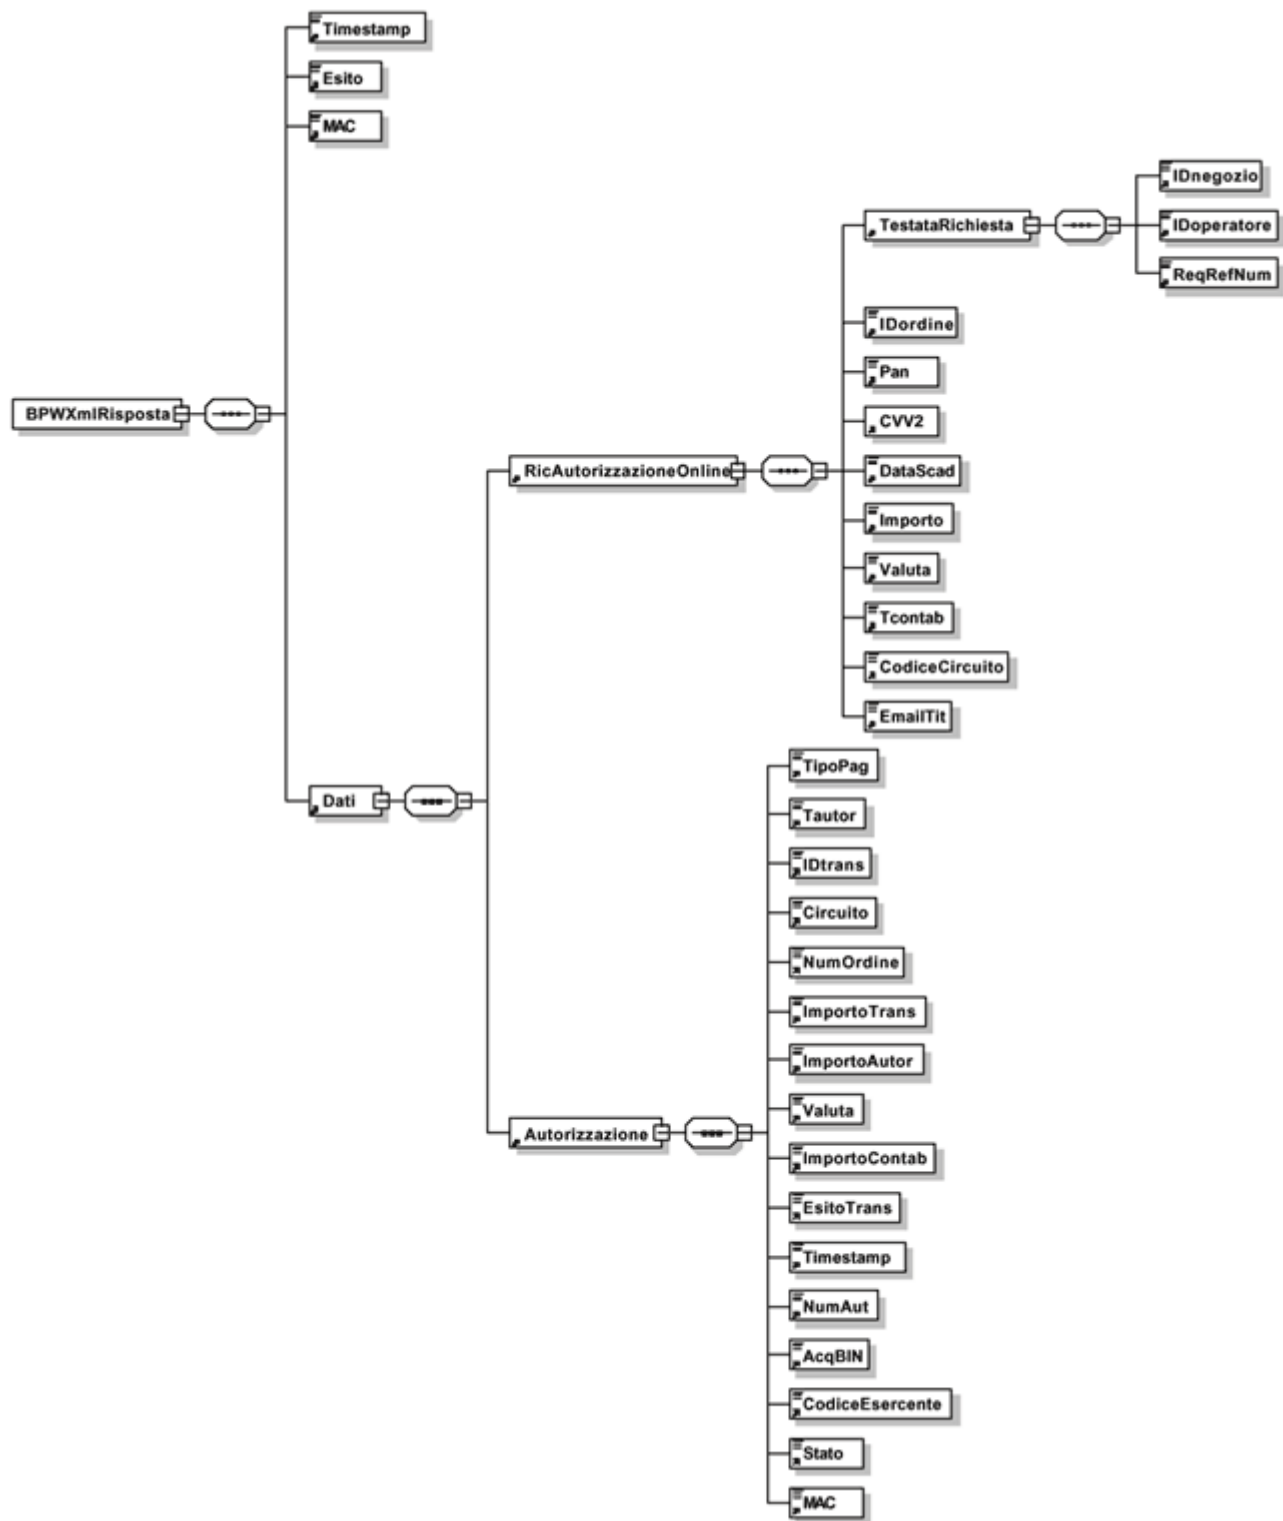 Timestamp
Esito
MAC
IDnegozio
TestataRichiesta
IDoperatore
ReqRefNum
IDordine
Pan
BPWXmlRisposta
CVV2
RicAutorizzazioneOnline
DataScad
Importo
Valuta
Tcontab
CodiceCircuito
EmailTit
TipoPag
Dati
Tautor
IDtrans
Circuito
NumOrdine
ImportoTrans
ImportoAutor
Valuta
Autorizzazione
ImportoContab
EsitoTrans
Timestamp
NumAut
AcqBIN
CodiceEsercente
Stato
MAC